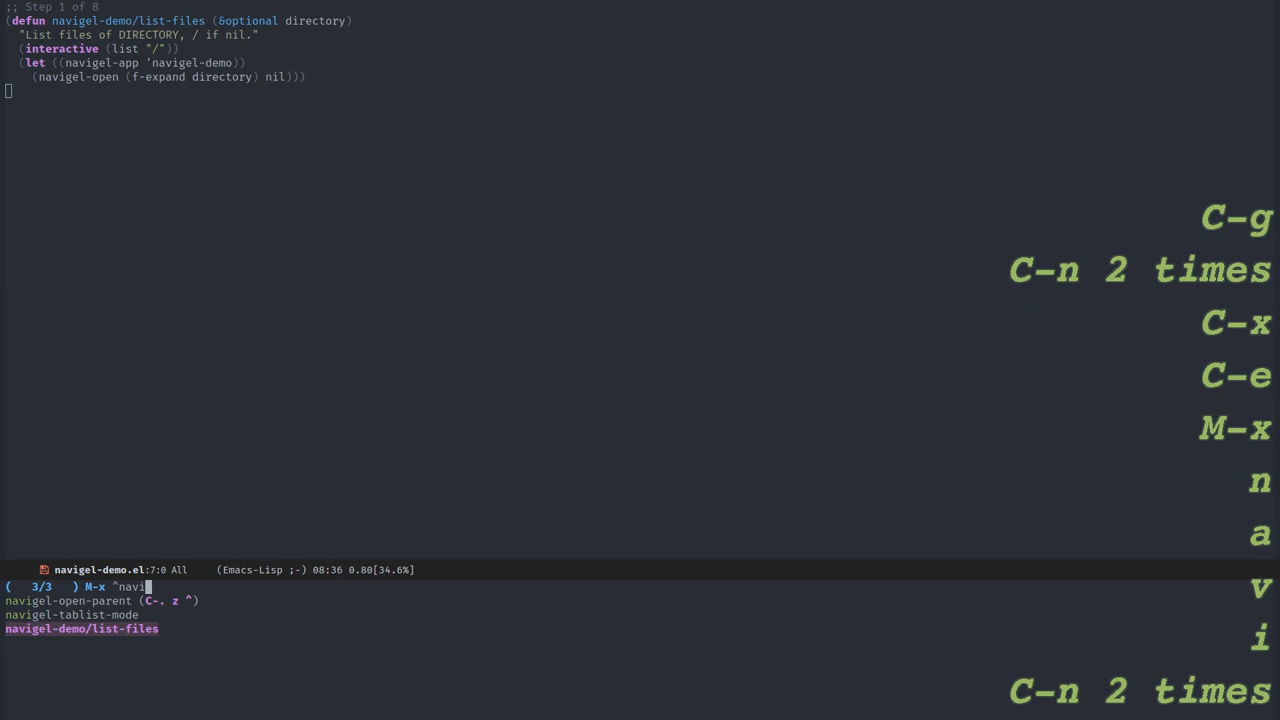 ;; Step 1 of 8
(defun navigel-demo/list-files (&optional directory)
  "List files of DIRECTORY, / if nil."
  (interactive (list "/"))
  (let ((navigel-app 'navigel-demo))
    (navigel-open (f-expand directory) nil)))
C-g
C-n 2 times
C-x
C-e
M-x
n
a
v
i
C-n 2 times
navigel-demo.el:7:0 All (Emacs-Lisp ;-) 08:36 0.80[34.6%]
( 3/3 ) M-x ^navi
navigel-open-parent (C-. z ^)
navigel-tablist-mode
navigel-demo/list-files